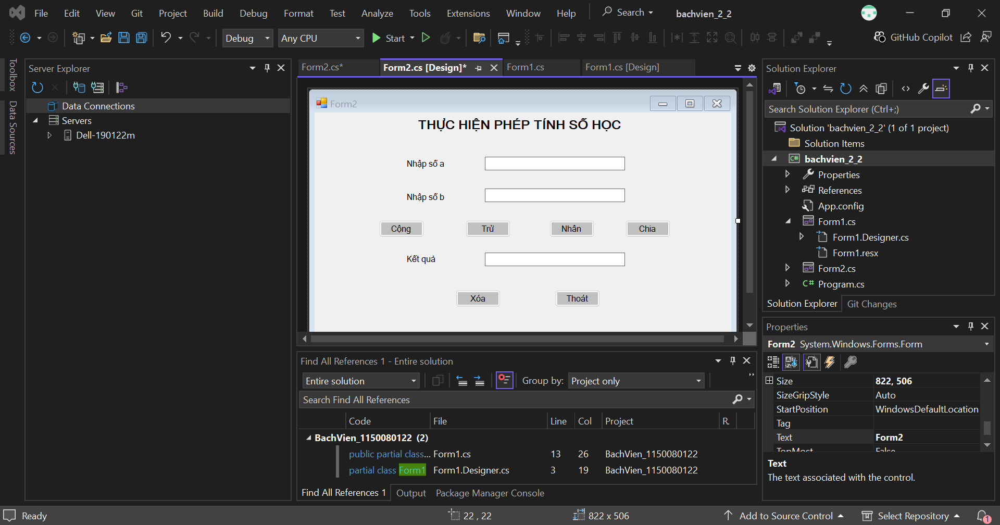 File Edit View Git Project Build Debug Format Test Analyze Tools Extensions Window Help Search bachvien_2_2
Debug Any CPU Start GitHub Copilot
Toolbox
Data Sources
Server Explorer
Data Connections
Servers
Dell-190122m
Form2.cs* Form2.cs [Design]* Form1.cs Form1.cs [Design]
Form2
THỰC HIỆN PHÉP TÍNH SỐ HỌC
Nhập số a
Nhập số b
Cộng Trừ Nhân Chia
Kết quả
Xóa Thoát
Find All References 1 - Entire solution
Entire solution Group by: Project only
Search Find All References
Code File Line Col Project R.
BachVien_1150080122 (2)
public partial class... Form1.cs 13 26 BachVien_1150080122
partial class Form1 Form1.Designer.cs 3 19 BachVien_1150080122
Find All References 1 Output Package Manager Console
Solution Explorer
Search Solution Explorer (Ctrl+;)
Solution 'bachvien_2_2' (1 of 1 project)
Solution Items
C# bachvien_2_2
Properties
References
App.config
Form1.cs
Form1.Designer.cs
Form1.resx
Form2.cs
C# Program.cs
Solution Explorer Git Changes
Properties
Form2 System.Windows.Forms.Form
Size 822, 506
SizeGripStyle Auto
StartPosition WindowsDefaultLocation
Tag
Text Form2
TopMost False
Text
The text associated with the control.
Ready 22 , 22 822 x 506 Add to Source Control Select Repository 1